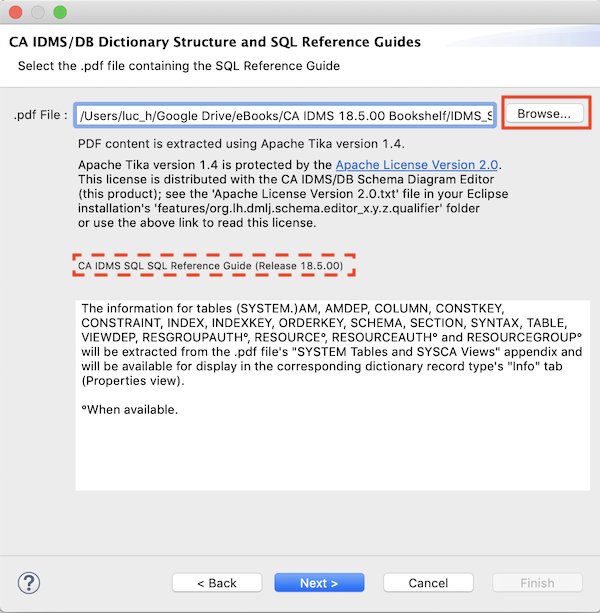 CA IDMS/DB Dictionary Structure and SQL Reference Guides
Select the .pdf file containing the SQL Reference Guide
.pdf File : /Users/luc_h/Google Drive/eBooks/CA IDMS 18.5.00 Bookshelf/IDMS_S Browse...
PDF content is extracted using Apache Tika version 1.4.
Apache Tika version 1.4 is protected by the Apache License Version 2.0.
This license is distributed with the CA IDMS/DB Schema Diagram Editor
(this product); see the 'Apache License Version 2.0.txt' file in your Eclipse
installation's 'features/org.lh.dmlj.schema.editor_x.y.z.qualifier' folder
or use the above link to read this license.
CA IDMS SQL SQL Reference Guide (Release 18.5.00)
The information for tables (SYSTEM.)AM, AMDEP, COLUMN, CONSTKEY,
CONSTRAINT, INDEX, INDEXKEY, ORDERKEY, SCHEMA, SECTION, SYNTAX, TABLE,
VIEWDEP, RESGROUPAUTH°, RESOURCE°, RESOURCEAUTH° and RESOURCEGROUP°
will be extracted from the .pdf file's "SYSTEM Tables and SYSCA Views" appendix and
will be available for display in the corresponding dictionary record type's "Info" tab
(Properties view).
°When available.
? < Back Next > Cancel Finish